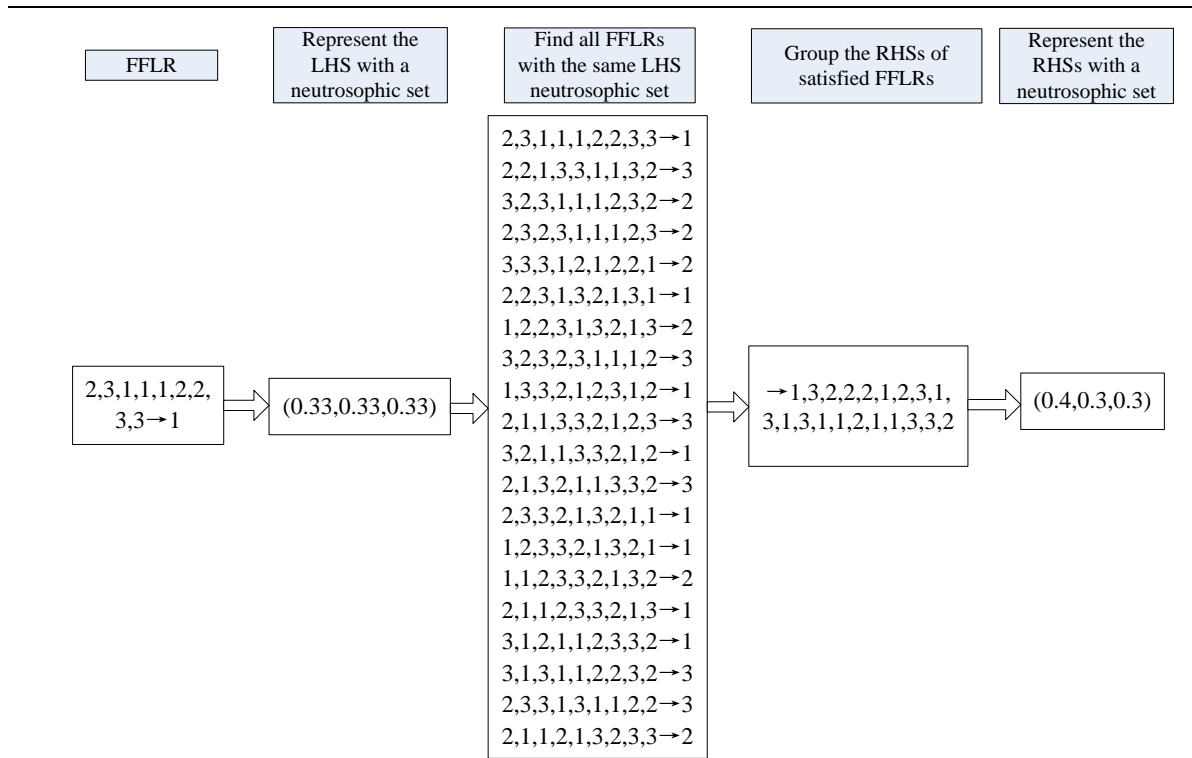 FFLR
Represent the
LHS with a
neutrosophic set
Find all FFLRs
with the same LHS
neutrosophic set
Group the RHSs of
satisfied FFLRs
Represent the
RHSs with a
neutrosophic set
2,3,1,1,1,2,2,
3,3→1
(0.33,0.33,0.33)
2,3,1,1,1,2,2,3,3→1
2,2,1,3,3,1,1,3,2→3
3,2,3,1,1,1,2,3,2→2
2,3,2,3,1,1,1,2,3→2
3,3,3,1,2,1,2,2,1→2
2,2,3,1,3,2,1,3,1→1
1,2,2,3,1,3,2,1,3→2
3,2,3,2,3,1,1,1,2→3
1,3,3,2,1,2,3,1,2→1
2,1,1,3,3,2,1,2,3→3
3,2,1,1,3,3,2,1,2→1
2,1,3,2,1,1,3,3,2→3
2,3,3,2,1,3,2,1,1→1
1,2,3,3,2,1,3,2,1→1
1,1,2,3,3,2,1,3,2→2
2,1,1,2,3,3,2,1,3→1
3,1,2,1,1,2,3,3,2→1
3,1,3,1,1,2,2,3,2→3
2,3,3,1,3,1,1,2,2→3
2,1,1,2,1,3,2,3,3→2
→1,3,2,2,2,1,2,3,1,
3,1,3,1,1,2,1,1,3,3,2
(0.4,0.3,0.3)